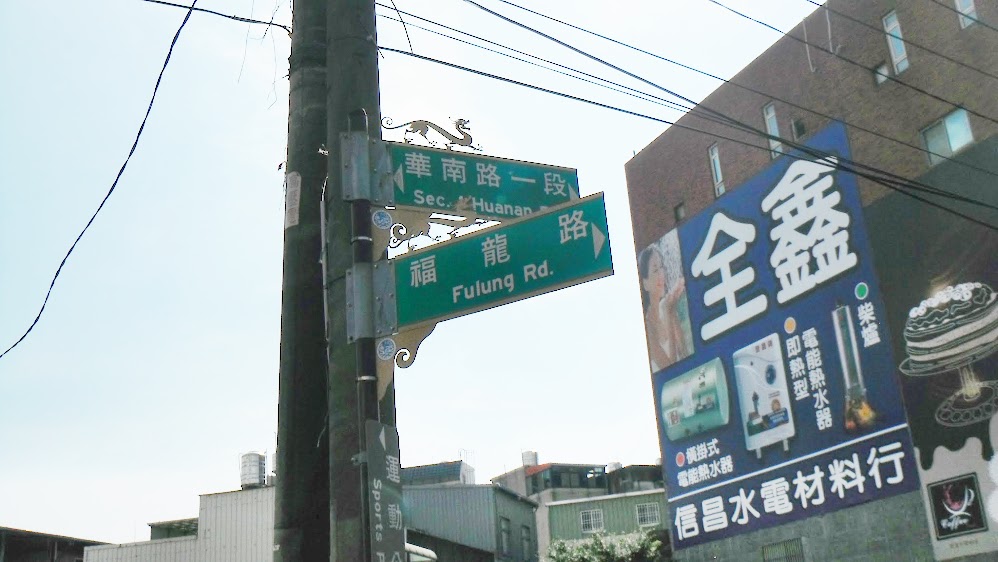 華南路一段
Sec. 1 Huanan
福龍路
Fulung Rd.
運動
Sports
全鑫
柴爐
電能熱水器
即熱型
橫掛式
電能熱水器
信昌水電材料行
Coffee